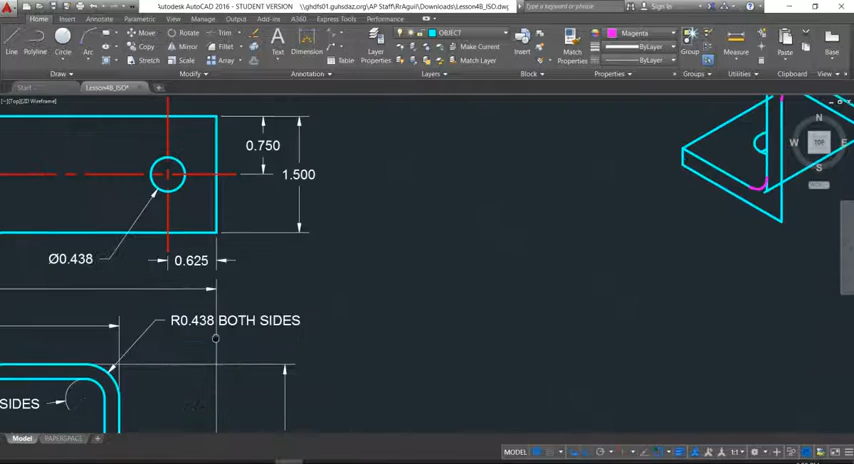 Autodesk AutoCAD 2016 - STUDENT VERSION \\ghdfs01.guhsdaz.org\AP Staff\RrAguil\Downloads\Lesson4B_ISO.dwg
Type a keyword or phrase
Sign In
Home Insert Annotate Parametric View Manage Output Add-ins A360 Express Tools Featured Apps BIM 360 Performance
Line Polyline Circle Arc
Move Rotate Trim
Copy Mirror Fillet
Stretch Scale Array
Text Dimension Table
Layer Properties
OBJECT
Make Current
Match Layer
Insert
Match Properties
Magenta
ByLayer
ByLayer
Group
Measure
Paste
Base
Draw Modify Annotation Layers Block Properties Groups Utilities Clipboard View
Start Lesson4B_ISO*
[−][Top][2D Wireframe]
N
W TOP E
S
0.750
1.500
Ø0.438
0.625
R0.438 BOTH SIDES
SIDES
Model PAPERSPACE
MODEL 1:1